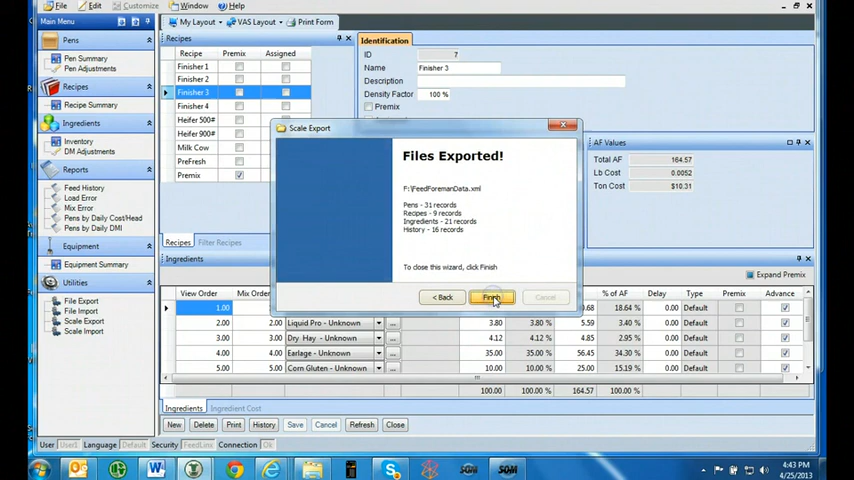 File Edit Customize Window Help
Main Menu
My Layout VAS Layout Print Form
Pens
Pen Summary
Pen Adjustments
Recipes
Recipe Summary
Ingredients
Inventory
DM Adjustments
Reports
Feed History
Load Error
Mix Error
Pens by Daily Cost/Head
Pens by Daily DMI
Equipment
Equipment Summary
Utilities
File Export
File Import
Scale Export
Scale Import
Recipes
Recipe Premix Assigned
Finisher 1
Finisher 2
Finisher 3
Finisher 4
Heifer 500#
Heifer 900#
Milk Cow
PreFresh
Premix
Recipes Filter Recipes
Identification
ID 7
Name Finisher 3
Description
Density Factor 100 %
Premix
AF Values
Total AF 164.57
Lb Cost 0.0052
Ton Cost $10.31
Scale Export
Files Exported!
F:\FeedForemanData.xml
Pens - 31 records
Recipes - 9 records
Ingredients - 21 records
History - 16 records
To close this wizard, click Finish
< Back Finish Cancel
Ingredients
Expand Premix
View Order Mix Or % of AF Delay Type Premix Advance
1.00 0.68 18.64 % 0.00 Default
2.00 Liquid Pro - Unknown ... 3.80 3.80 % 5.59 3.40 % 0.00 Default
3.00 Dry Hay - Unknown ... 4.12 4.12 % 4.85 2.95 % 0.00 Default
4.00 Earlage - Unknown ... 35.00 35.00 % 56.45 34.30 % 0.00 Default
5.00 Corn Gluten - Unknown ... 10.00 10.00 % 25.00 15.19 % 0.00 Default
100.00 100.00 % 164.57 100.00 %
Ingredients Ingredient Cost
New Delete Print History Save Cancel Refresh Close
User User1 Language Default Security FeedLine Connection Ok
4:43 PM
4/25/2013